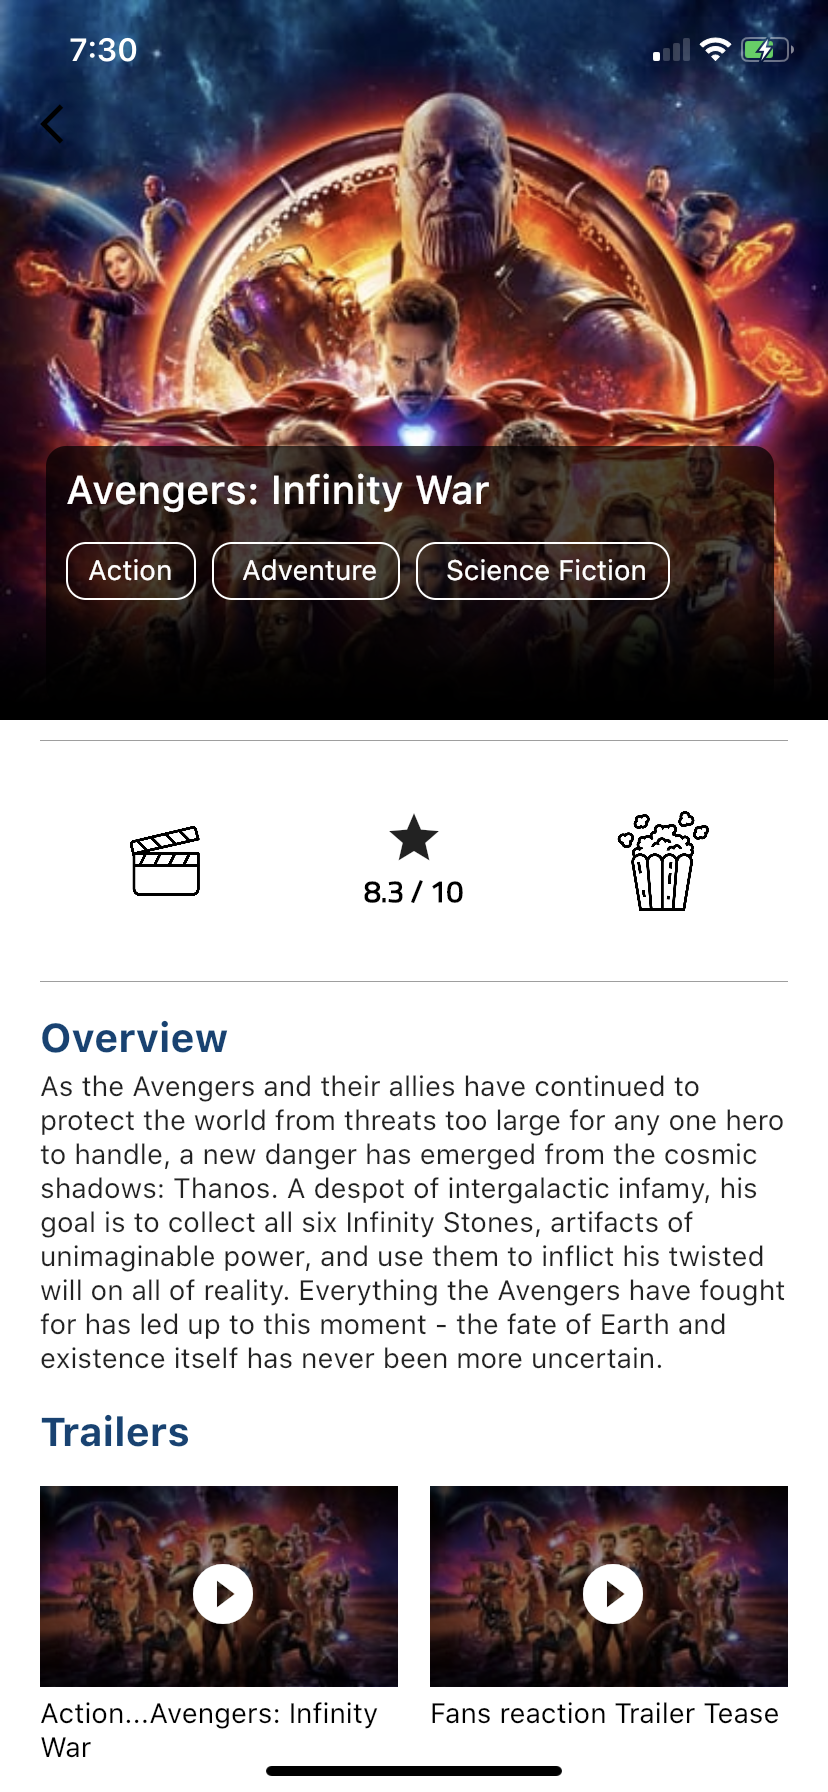 7:30
Avengers: Infinity War
Action Adventure Science Fiction
8.3 / 10
Overview
As the Avengers and their allies have continued to
protect the world from threats too large for any one hero
to handle, a new danger has emerged from the cosmic
shadows: Thanos. A despot of intergalactic infamy, his
goal is to collect all six Infinity Stones, artifacts of
unimaginable power, and use them to inflict his twisted
will on all of reality. Everything the Avengers have fought
for has led up to this moment - the fate of Earth and
existence itself has never been more uncertain.
Trailers
Action...Avengers: Infinity
War
Fans reaction Trailer Tease